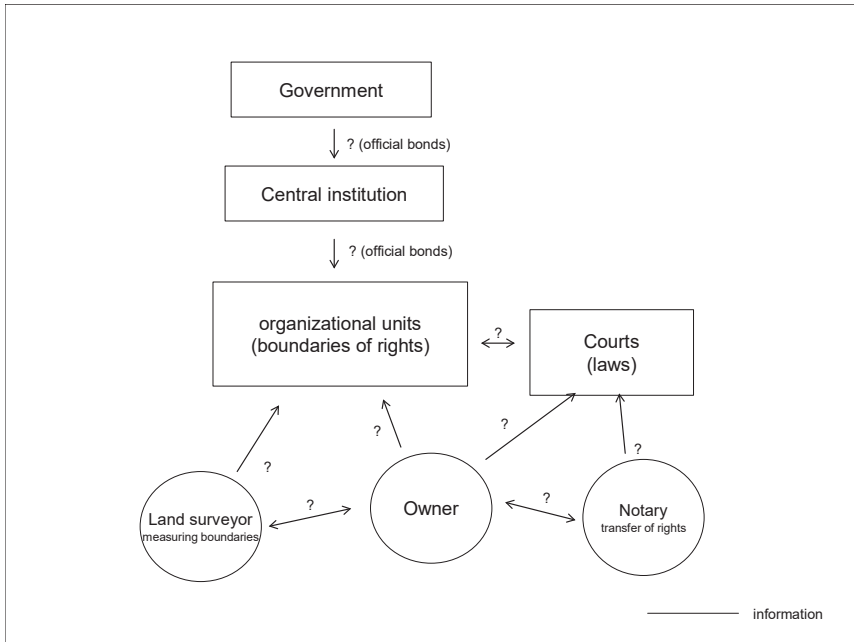 Government
? (official bonds)
Central institution
? (official bonds)
organizational units
(boundaries of rights)
?
Courts
(laws)
?
?
?
?
Land surveyor
measuring boundaries
?
Owner
?
Notary
transfer of rights
information